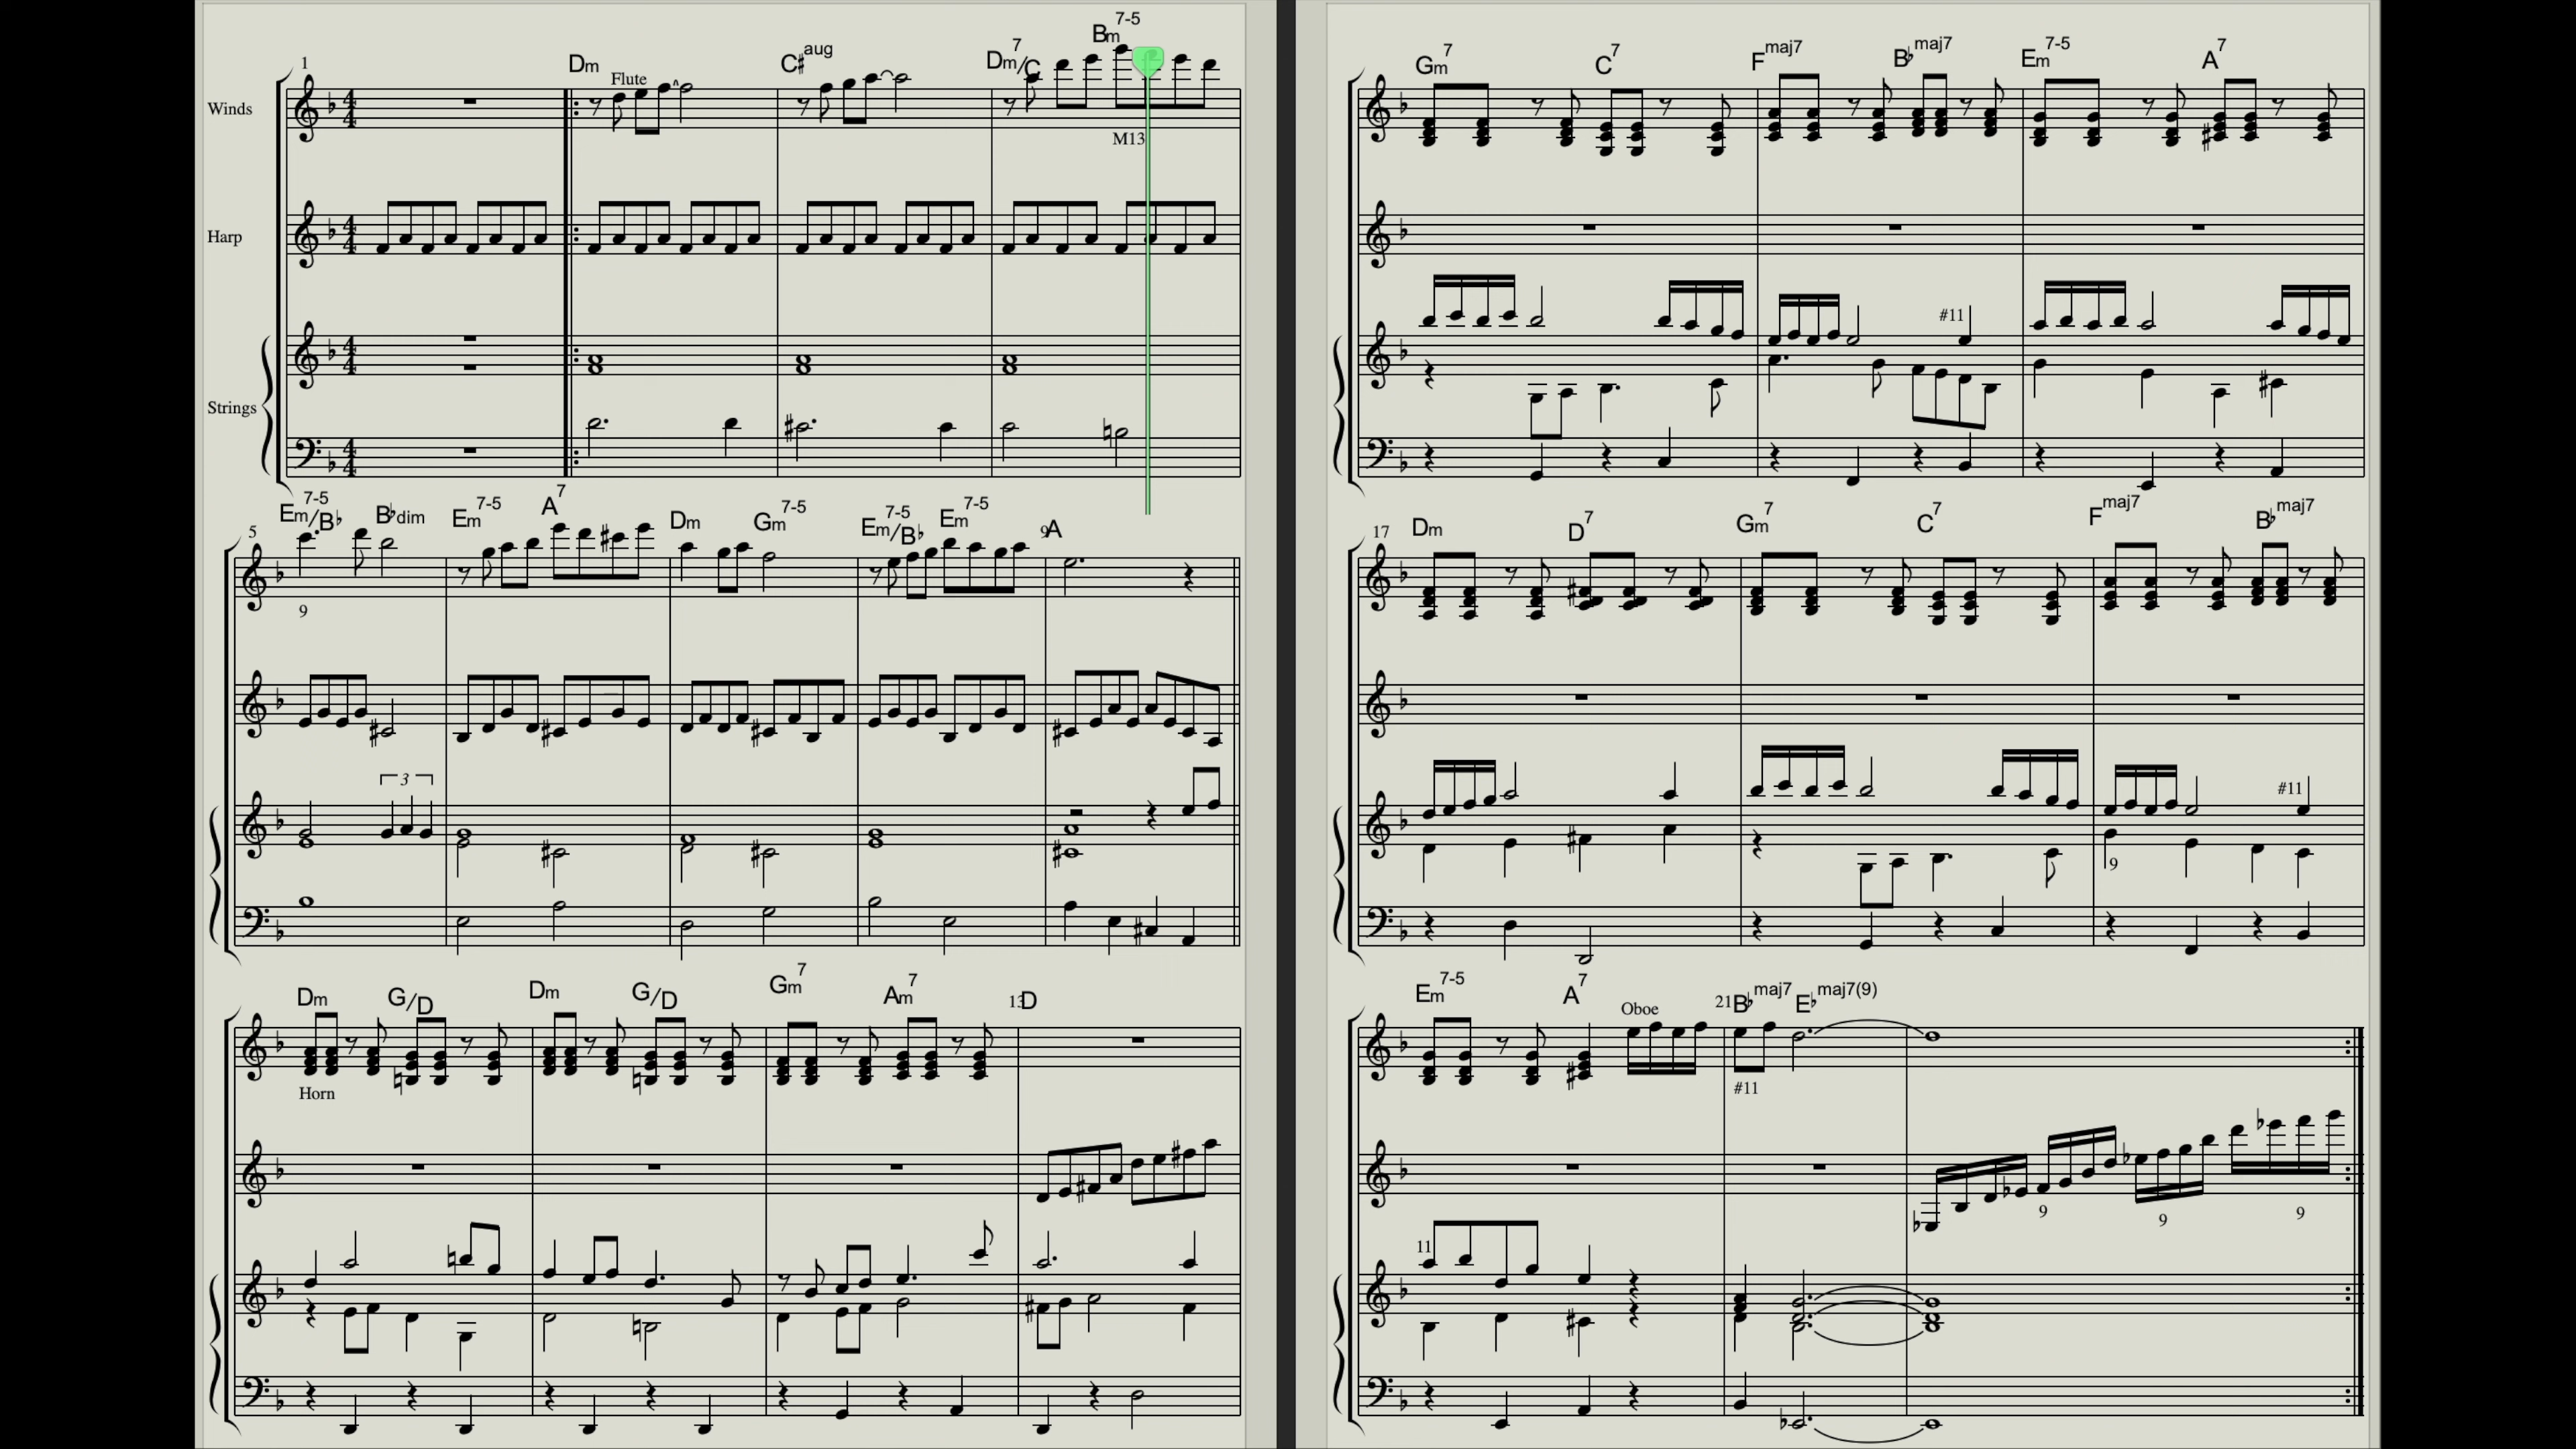 1 Dm C♯aug Dm7/C Bm7-5
Flute
Winds
M13
Harp
Strings
5 Em7-5/B♭ B♭dim Em7-5 A7 Dm Gm7-5 Em7-5/B♭ Em7-5 9 A
9
3
Dm G/D Dm G/D Gm7 Am7 13 D
Horn
Gm7 C7 Fmaj7 B♭maj7 Em7-5 A7
#11
17 Dm D7 Gm7 C7 Fmaj7 B♭maj7
#11
9
Em7-5 A7 Oboe 21 B♭maj7 E♭maj7(9)
#11
9 9 9
11